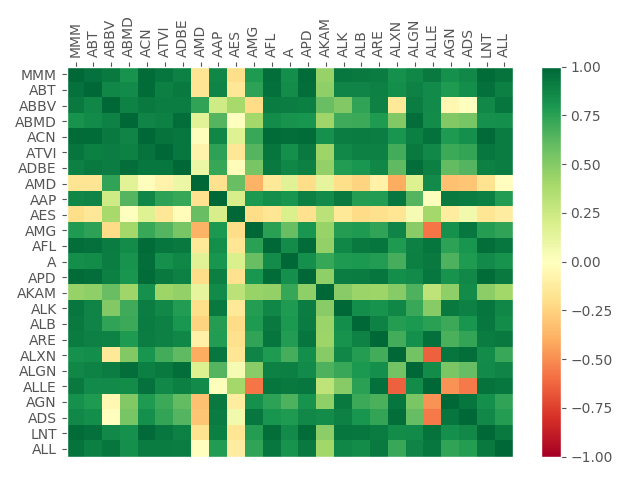 MMM ABT ABBV ABMD ACN ATVI ADBE AMD AAP AES AMG AFL A APD AKAM ALK ALB ARE ALXN ALGN ALLE AGN ADS LNT ALL
MMM
ABT
ABBV
ABMD
ACN
ATVI
ADBE
AMD
AAP
AES
AMG
AFL
A
APD
AKAM
ALK
ALB
ARE
ALXN
ALGN
ALLE
AGN
ADS
LNT
ALL
1.00
0.75
0.50
0.25
0.00
−0.25
−0.50
−0.75
−1.00